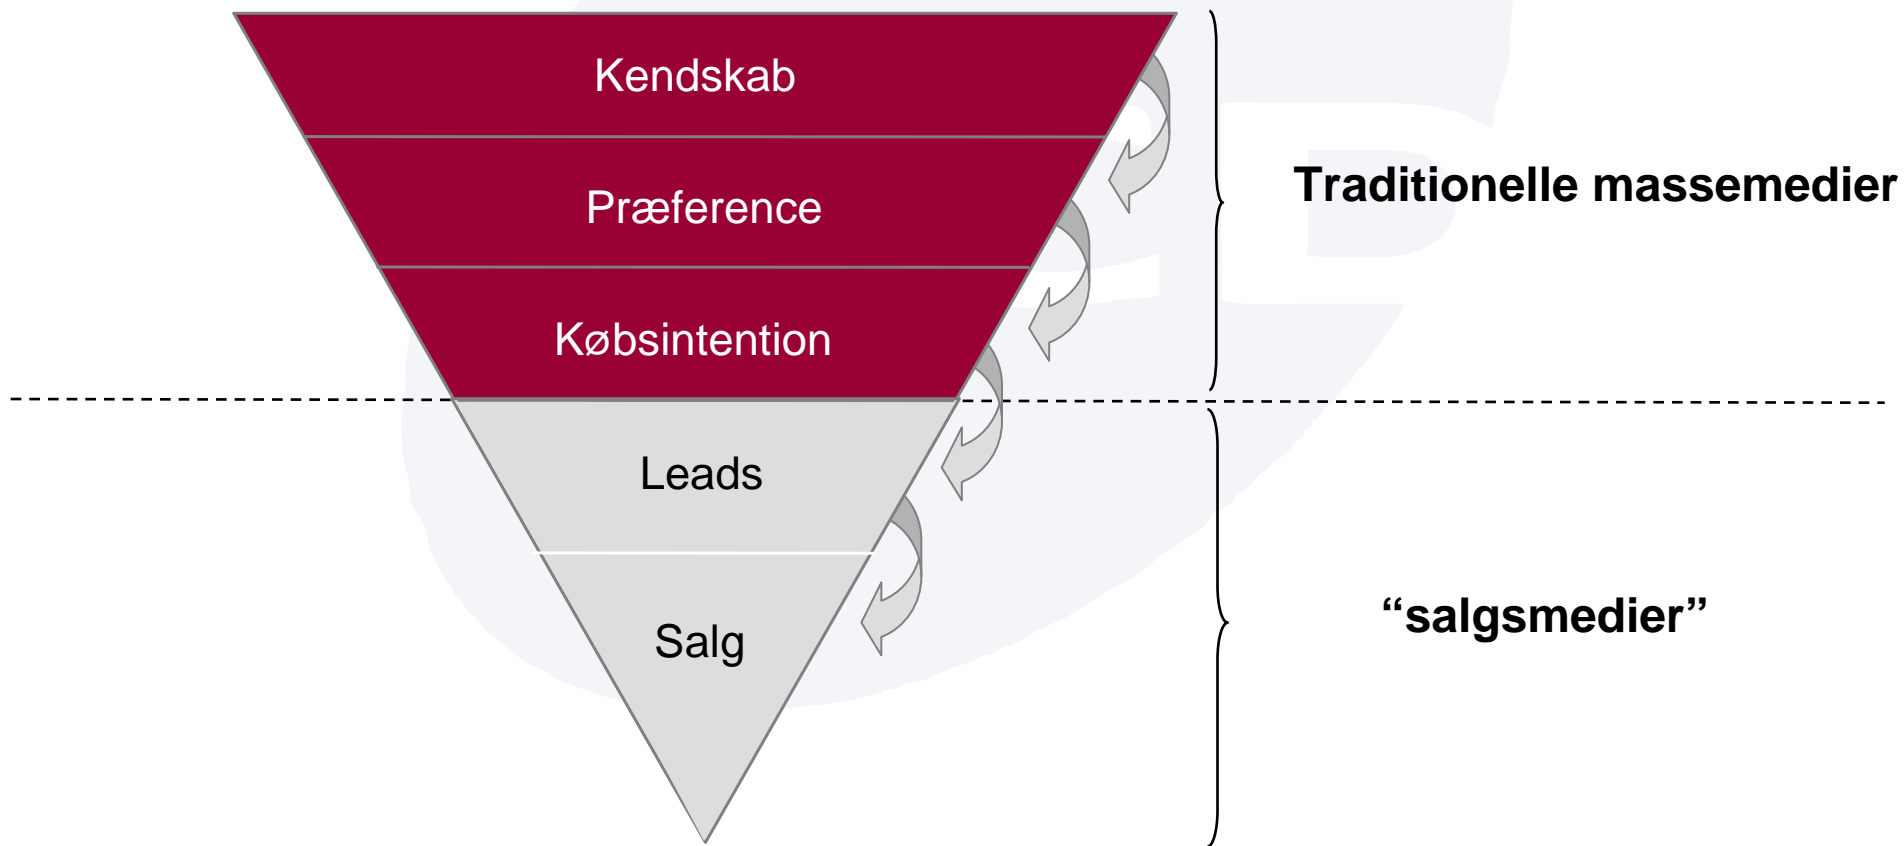 Kendskab
Præference
Traditionelle massemedier
Købsintention
Leads
Salg
“salgsmedier”